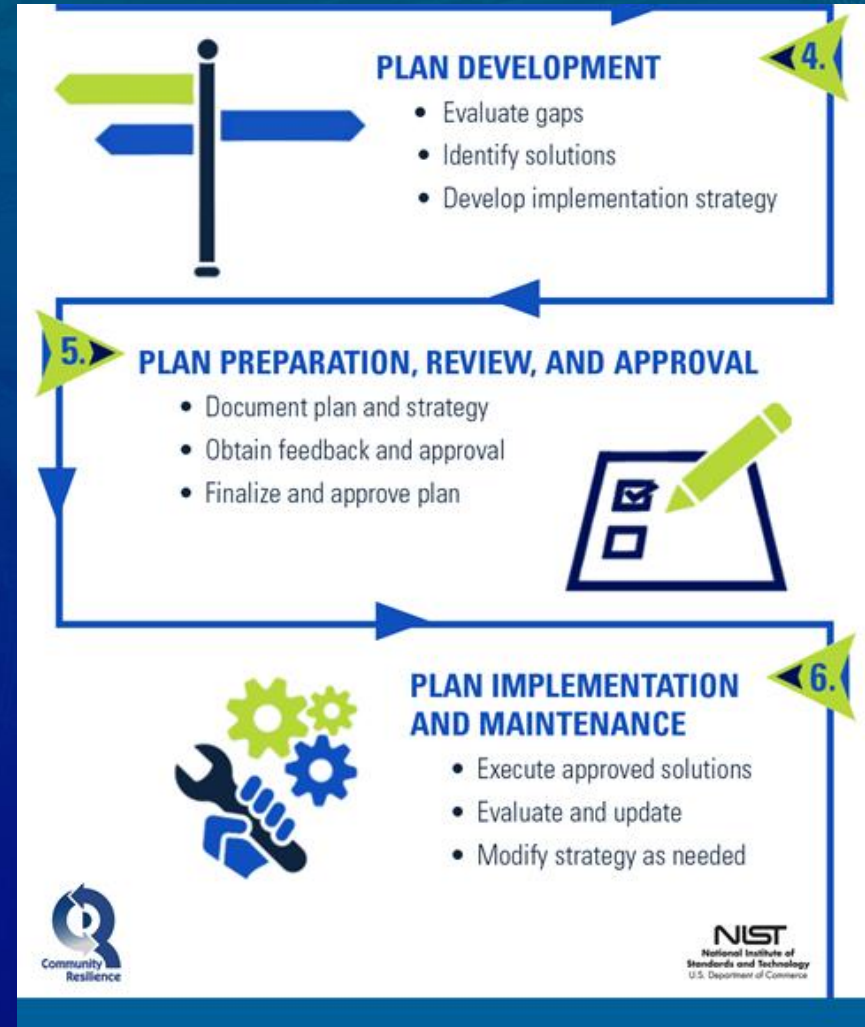 PLAN DEVELOPMENT
4.
• Evaluate gaps
• Identify solutions
• Develop implementation strategy
5.
PLAN PREPARATION, REVIEW, AND APPROVAL
• Document plan and strategy
• Obtain feedback and approval
• Finalize and approve plan
PLAN IMPLEMENTATION
AND MAINTENANCE
6.
• Execute approved solutions
• Evaluate and update
• Modify strategy as needed
Community
Resilience
NIST
National Institute of
Standards and Technology
U.S. Department of Commerce